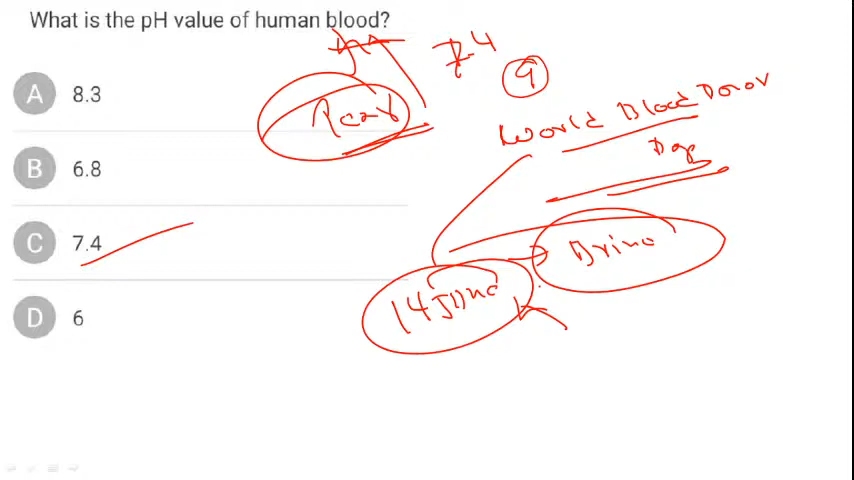 What is the pH value of human blood?
7.4
9
A 8.3
World Blood Donor
B 6.8
C 7.4
14 June
D 6